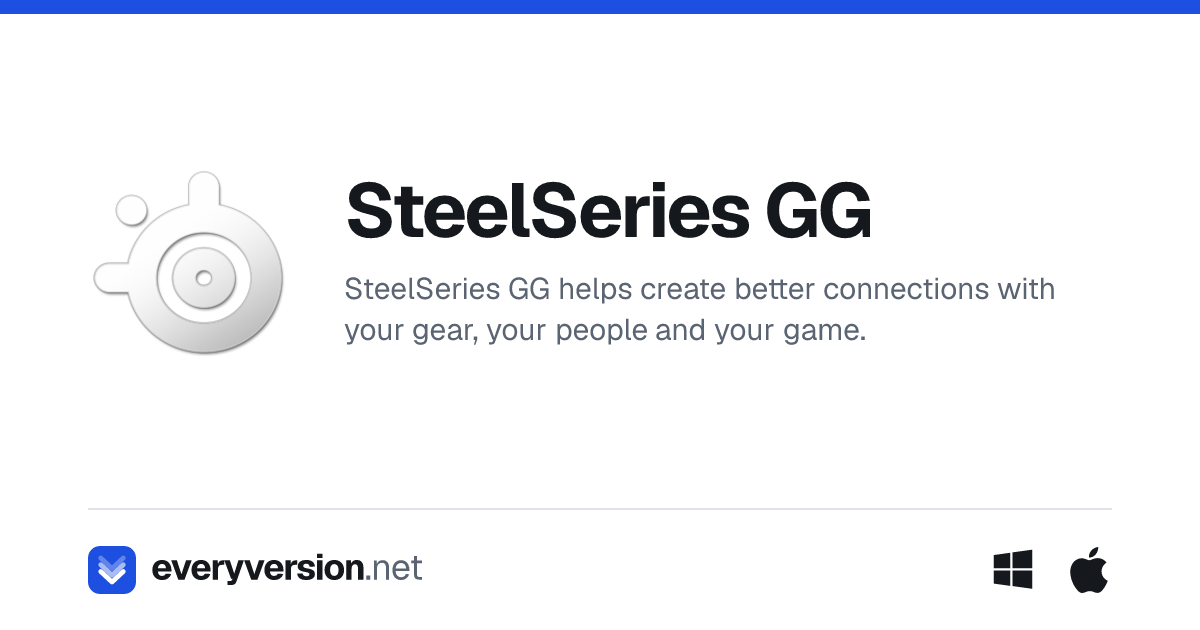 SteelSeries GG
SteelSeries GG helps create better connections with
your gear, your people and your game.
everyversion.net